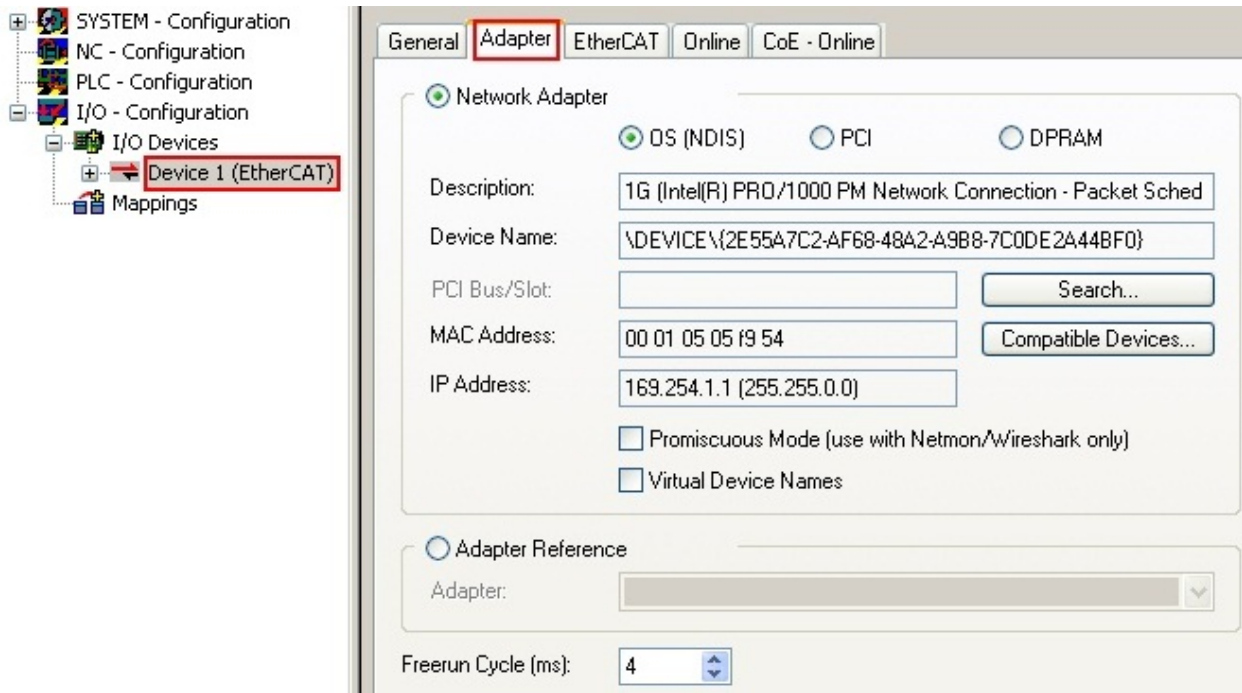 SYSTEM - Configuration
NC - Configuration
PLC - Configuration
I/O - Configuration
I/O Devices
Device 1 (EtherCAT)
Mappings
General Adapter EtherCAT Online CoE - Online
Network Adapter
OS (NDIS) PCI DPRAM
Description: 1G (Intel(R) PRO/1000 PM Network Connection - Packet Sched
Device Name: \DEVICE\{2E55A7C2-AF68-48A2-A9B8-7C0DE2A44BF0}
PCI Bus/Slot: Search...
MAC Address: 00 01 05 05 f9 54 Compatible Devices...
IP Address: 169.254.1.1 (255.255.0.0)
Promiscuous Mode (use with Netmon/Wireshark only)
Virtual Device Names
Adapter Reference
Adapter:
Freerun Cycle (ms): 4